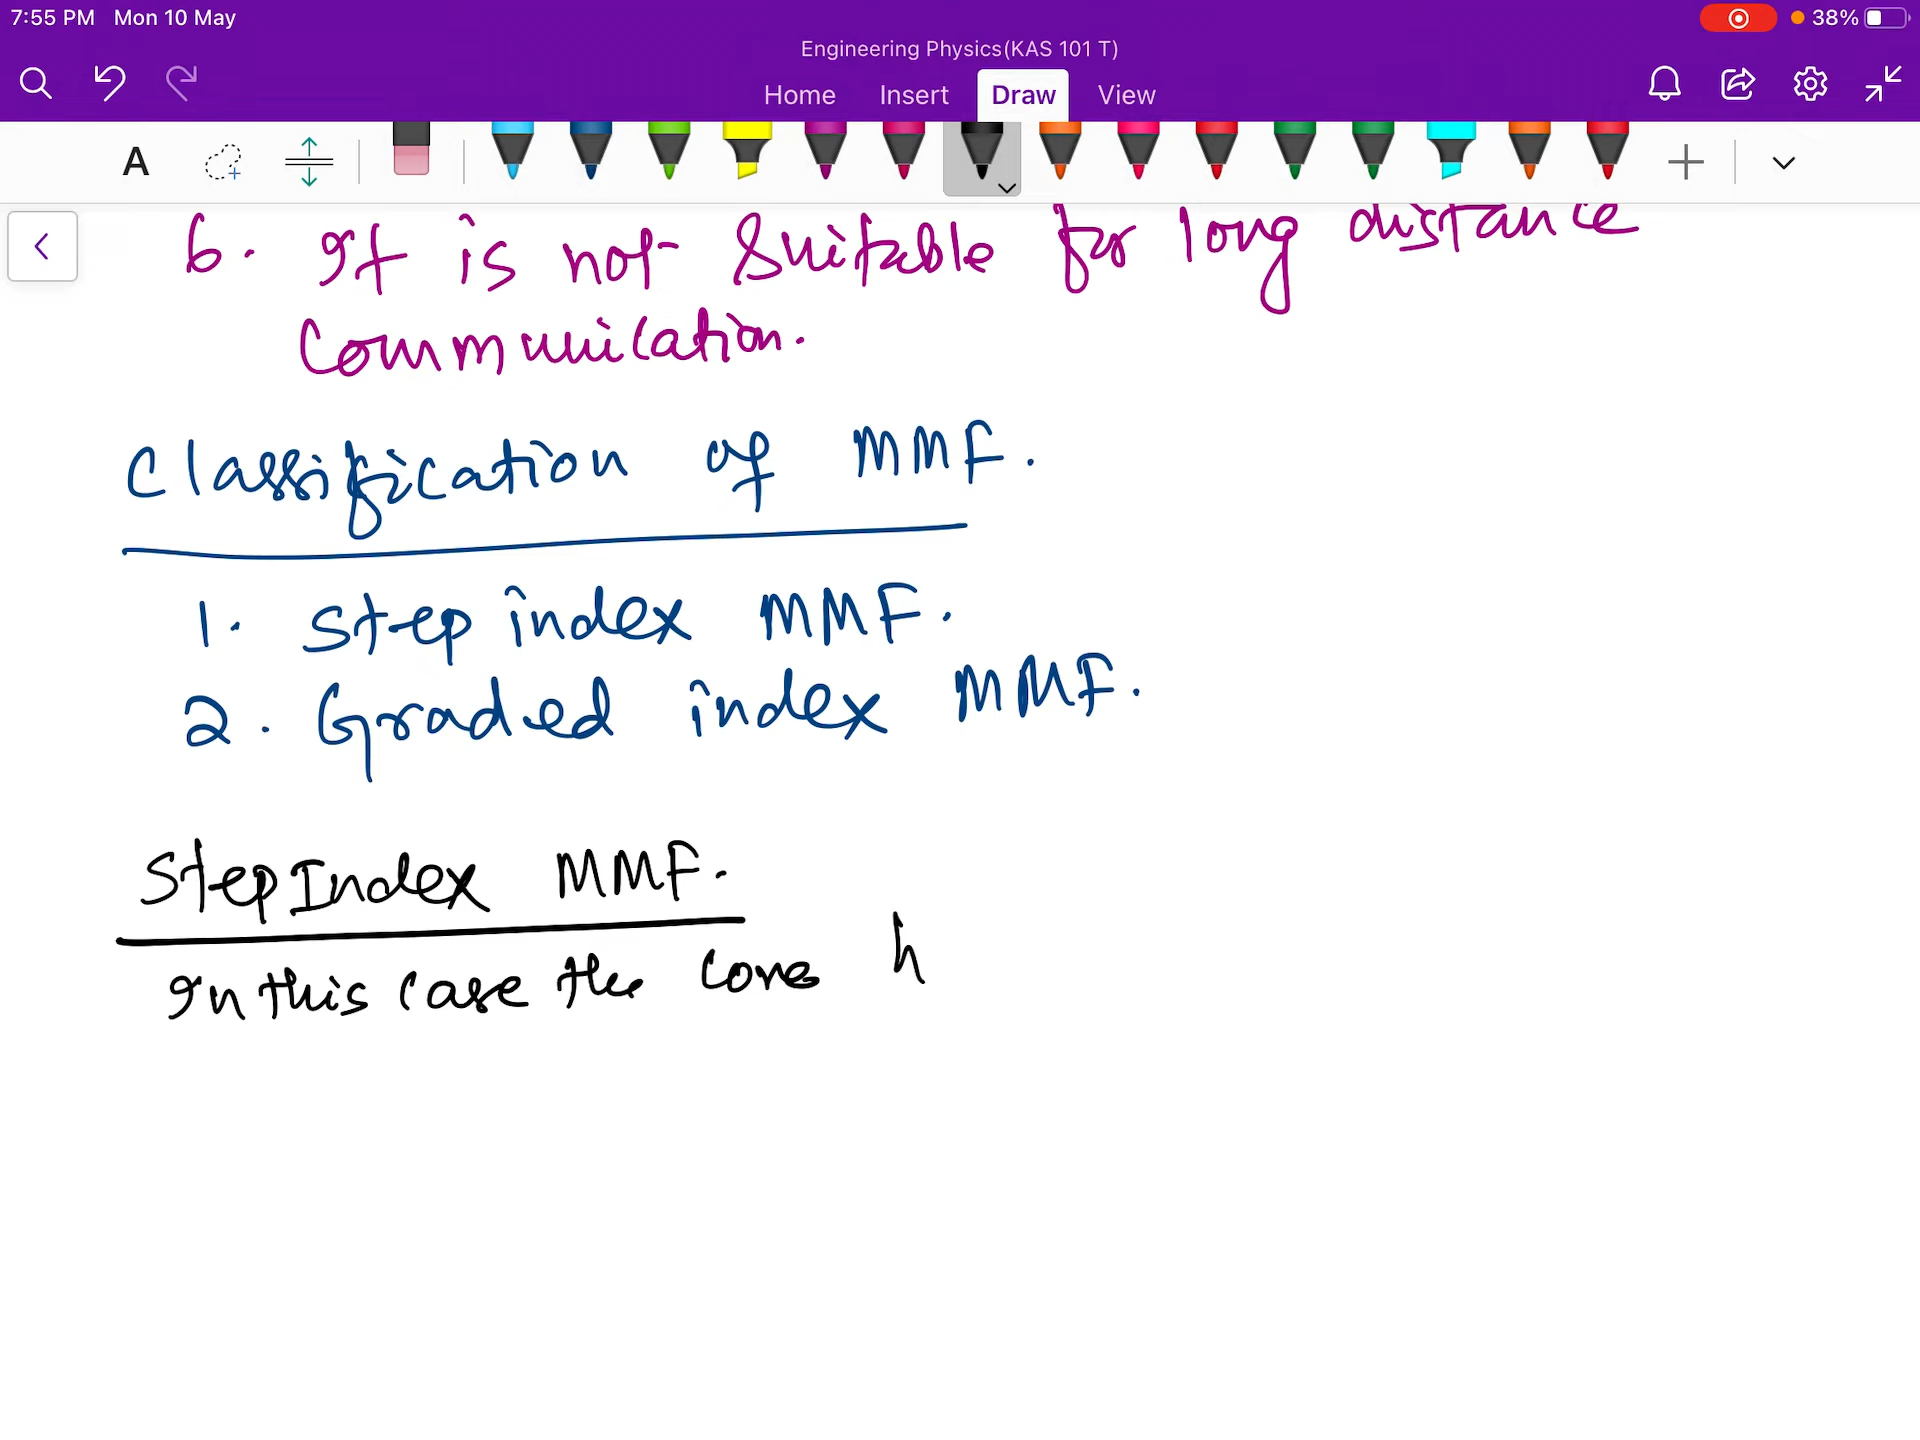 7:55 PM Mon 10 May
38%
Engineering Physics(KAS 101 T)
Home Insert Draw View
A
6. It is not suitable for long distance
Communication.
Classification of MMF.
1. Step index MMF.
2. Graded index MMF.
Step Index MMF.
In this case the core h